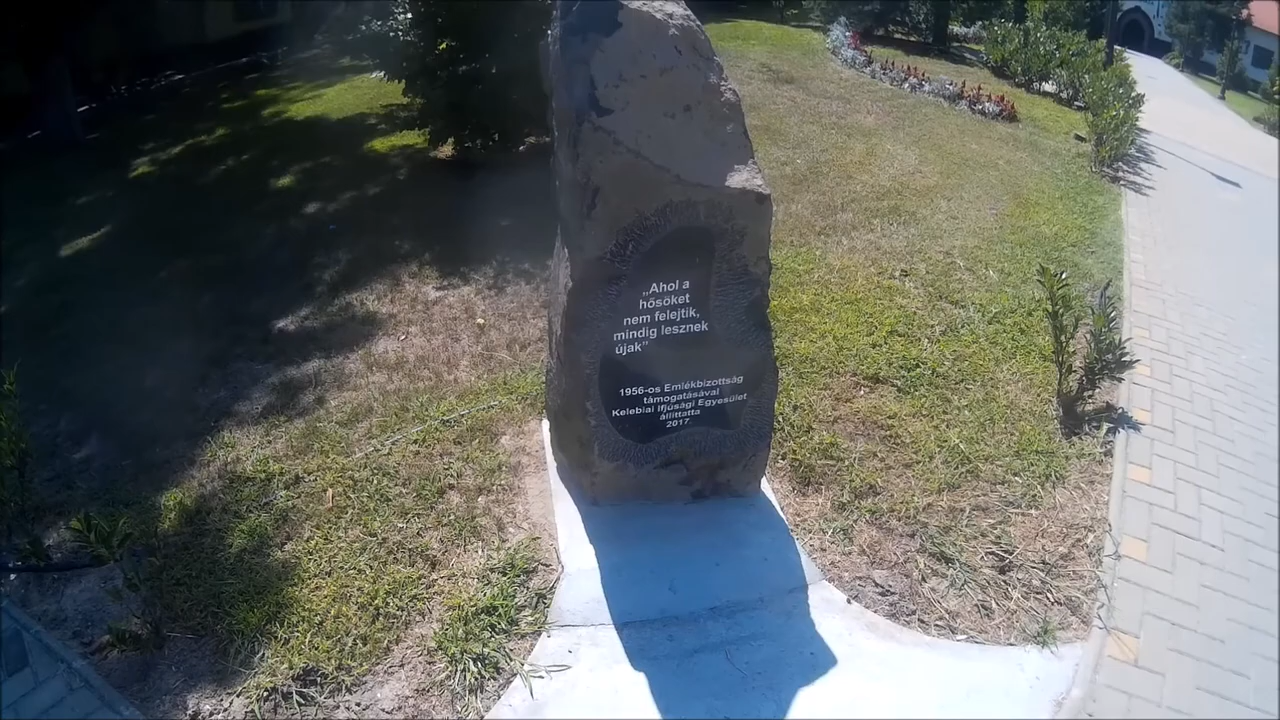 „Ahol a
hősöket
nem felejtik,
mindig lesznek
újak”
1956-os Emlékbizottság
támogatásával
Kelebiai Ifjúsági Egyesület
állíttatta
2017.